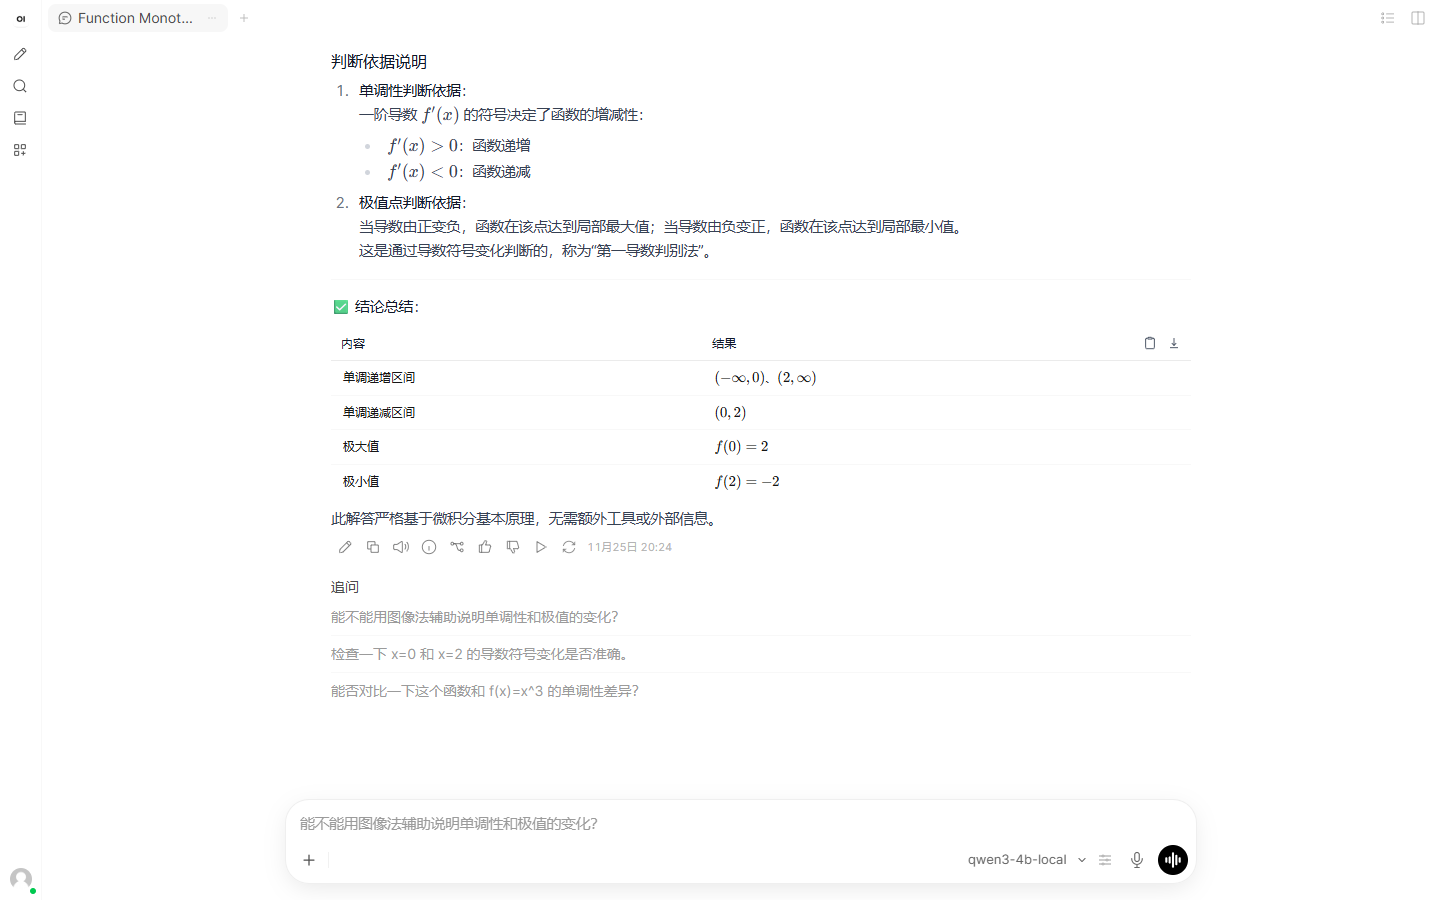 OI
Function Monot...
判断依据说明
1. 单调性判断依据：
一阶导数 f′(x) 的符号决定了函数的增减性：
f′(x) > 0：函数递增
f′(x) < 0：函数递减
2. 极值点判断依据：
当导数由正变负，函数在该点达到局部最大值；当导数由负变正，函数在该点达到局部最小值。
这是通过导数符号变化判断的，称为“第一导数判别法”。
✅ 结论总结：
内容 结果
单调递增区间 (−∞, 0)、(2, ∞)
单调递减区间 (0, 2)
极大值 f(0) = 2
极小值 f(2) = −2
此解答严格基于微积分基本原理，无需额外工具或外部信息。
11月25日 20:24
追问
能不能用图像法辅助说明单调性和极值的变化？
检查一下 x=0 和 x=2 的导数符号变化是否准确。
能否对比一下这个函数和 f(x)=x^3 的单调性差异？
能不能用图像法辅助说明单调性和极值的变化？
qwen3-4b-local